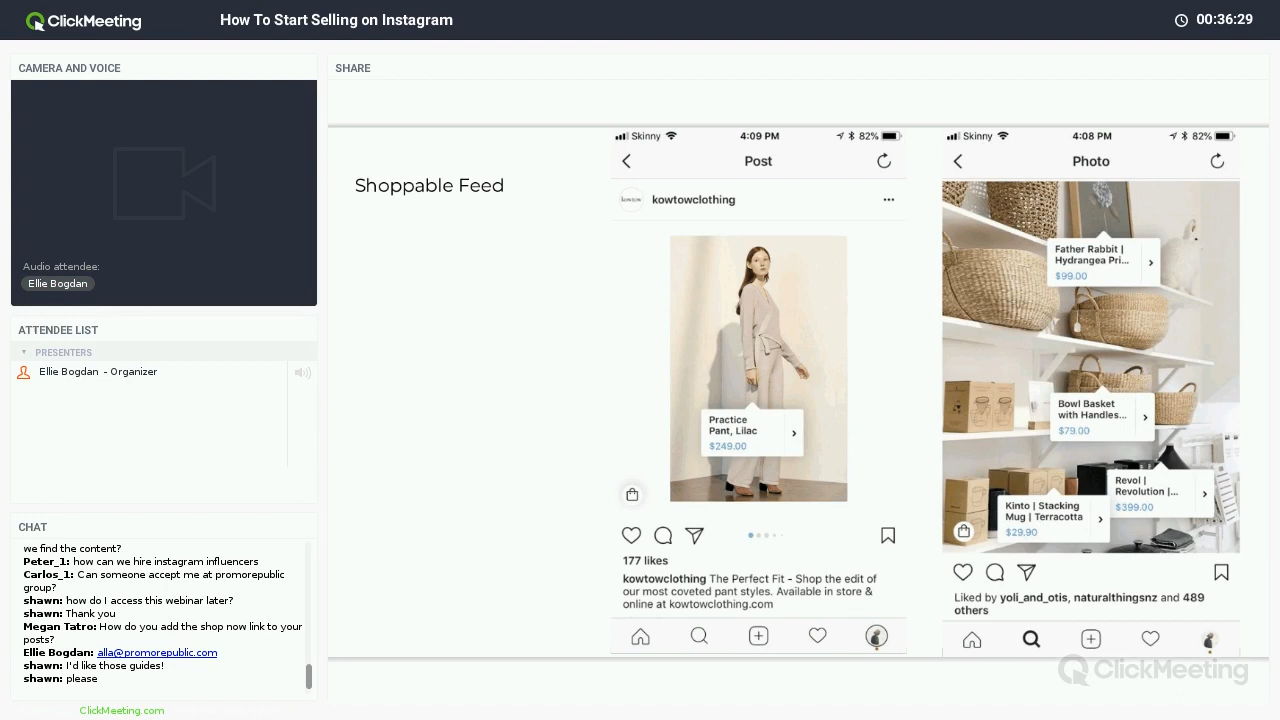 ClickMeeting
How To Start Selling on Instagram
00:36:29
CAMERA AND VOICE
Audio attendee:
Ellie Bogdan
ATTENDEE LIST
PRESENTERS
Ellie Bogdan - Organizer
CHAT
we find the content?
Peter_1: how can we hire instagram influencers
Carlos_1: Can someone accept me at promorepublic
group?
shawn: how do I access this webinar later?
shawn: Thank you
Megan Tatro: How do you add the shop now link to your
posts?
Ellie Bogdan: alla@promorepublic.com
shawn: I'd like those guides!
shawn: please
ClickMeeting.com
SHARE
Shoppable Feed
Skinny 4:09 PM 82%
Post
kowtow
kowtowclothing
Practice
Pant, Lilac
$249.00
177 likes
kowtowclothing The Perfect Fit - Shop the edit of
our most coveted pant styles. Available in store &
online at kowtowclothing.com
Skinny 4:08 PM 82%
Photo
Father Rabbit |
Hydrangea Pri...
$99.00
Bowl Basket
with Handles...
$79.00
Revol |
Revolution |...
$399.00
Kinto | Stacking
Mug | Terracotta
$29.90
Liked by yoli_and_otis, naturalthingsnz and 489
others
ClickMeeting